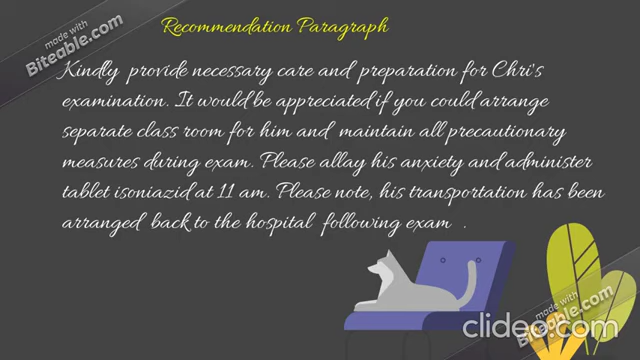 made with
Biteable.com
Recommendation Paragraph
Kindly provide necessary care and preparation for Chri's
examination. It would be appreciated if you could arrange
separate class room for him and maintain all precautionary
measures during exam. Please allay his anxiety and administer
tablet isoniazid at 11 am. Please note, his transportation has been
arranged back to the hospital following exam .
made with
Biteable.com
clideo.com